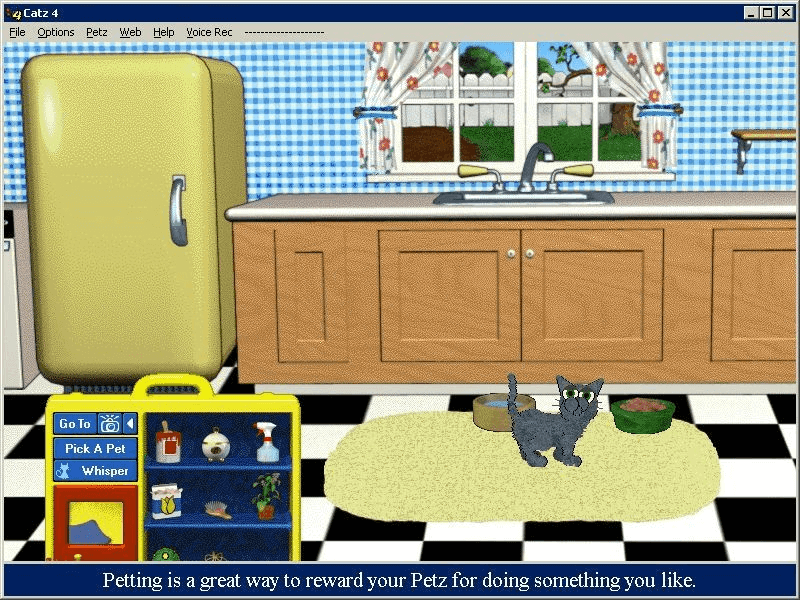 Catz 4
File Options Petz Web Help Voice Rec --------------------
Go To
Pick A Pet
Whisper
Petting is a great way to reward your Petz for doing something you like.